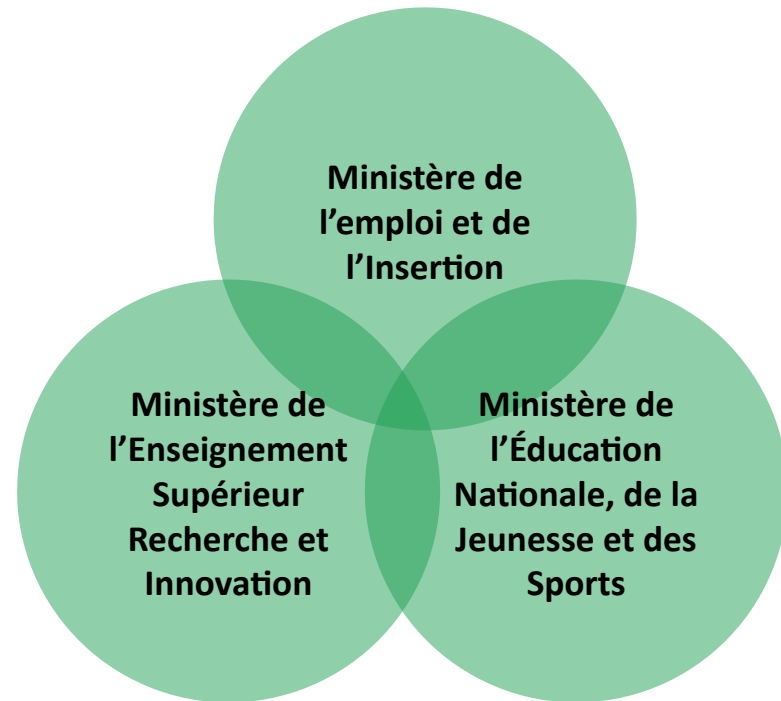 Ministère de
l’emploi et de
l’Insertion
Ministère de
l’Enseignement
Supérieur
Recherche et
Innovation
Ministère de
l’Éducation
Nationale, de la
Jeunesse et des
Sports